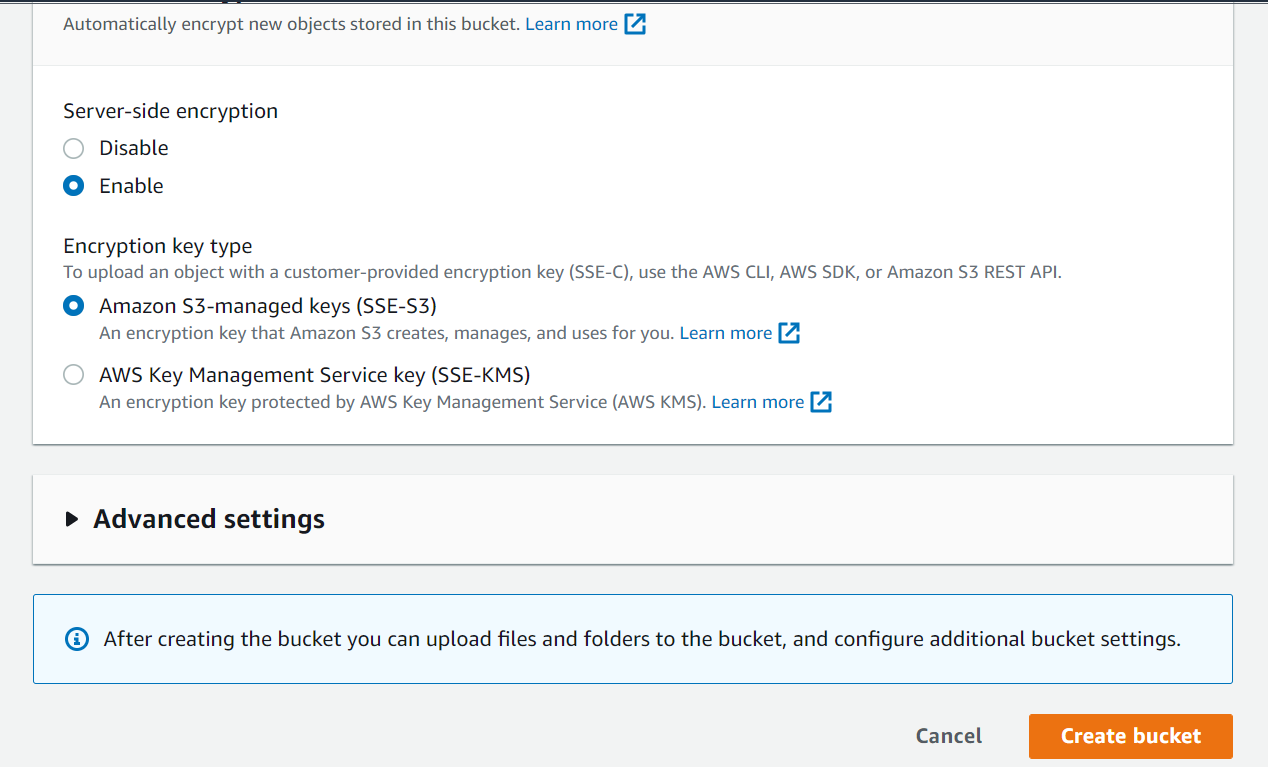 Automatically encrypt new objects stored in this bucket. Learn more
Server-side encryption
Disable
Enable
Encryption key type
To upload an object with a customer-provided encryption key (SSE-C), use the AWS CLI, AWS SDK, or Amazon S3 REST API.
Amazon S3-managed keys (SSE-S3)
An encryption key that Amazon S3 creates, manages, and uses for you. Learn more
AWS Key Management Service key (SSE-KMS)
An encryption key protected by AWS Key Management Service (AWS KMS). Learn more
Advanced settings
After creating the bucket you can upload files and folders to the bucket, and configure additional bucket settings.
Cancel
Create bucket